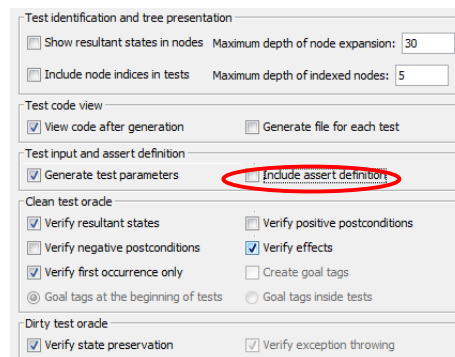 Test identification and tree presentation
Show resultant states in nodes Maximum depth of node expansion: 30
Include node indices in tests Maximum depth of indexed nodes: 5
Test code view
View code after generation Generate file for each test
Test input and assert definition
Generate test parameters Include assert definition
Clean test oracle
Verify resultant states Verify positive postconditions
Verify negative postconditions Verify effects
Verify first occurrence only Create goal tags
Goal tags at the beginning of tests Goal tags inside tests
Dirty test oracle
Verify state preservation Verify exception throwing